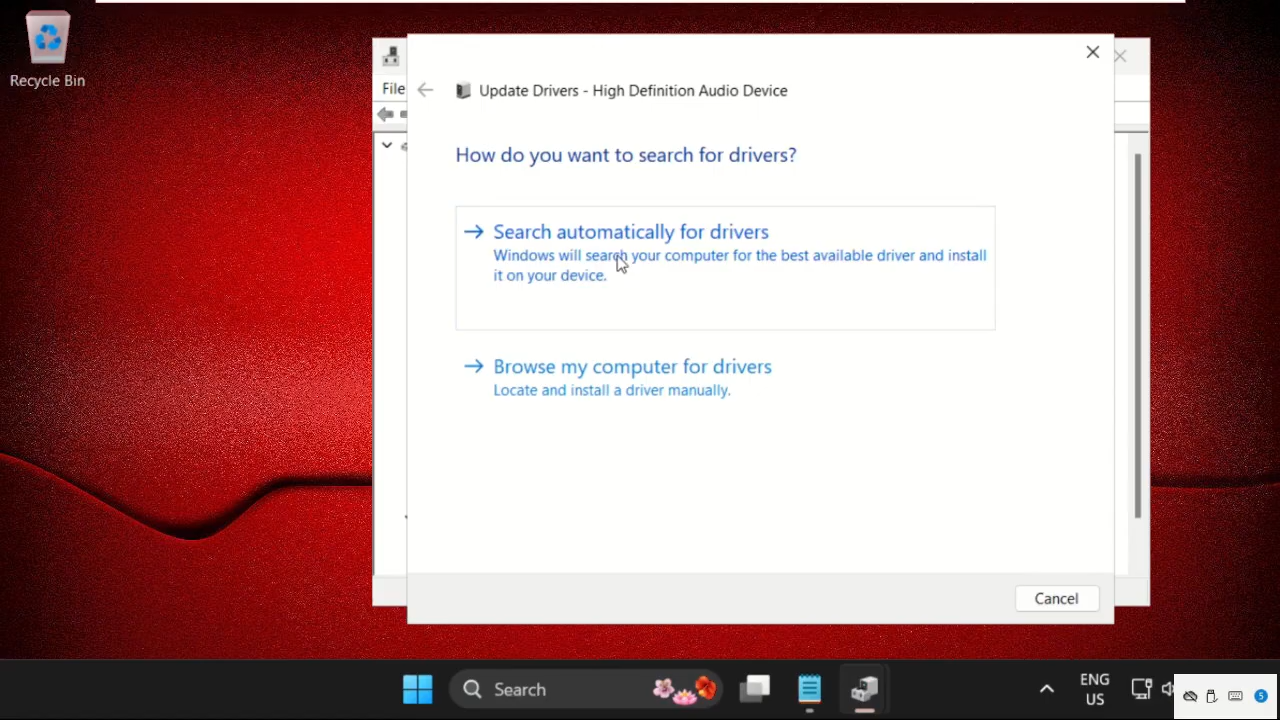 Recycle Bin
File
Update Drivers - High Definition Audio Device
How do you want to search for drivers?
Search automatically for drivers
Windows will search your computer for the best available driver and install
it on your device.
Browse my computer for drivers
Locate and install a driver manually.
Cancel
Search
ENG
US
5